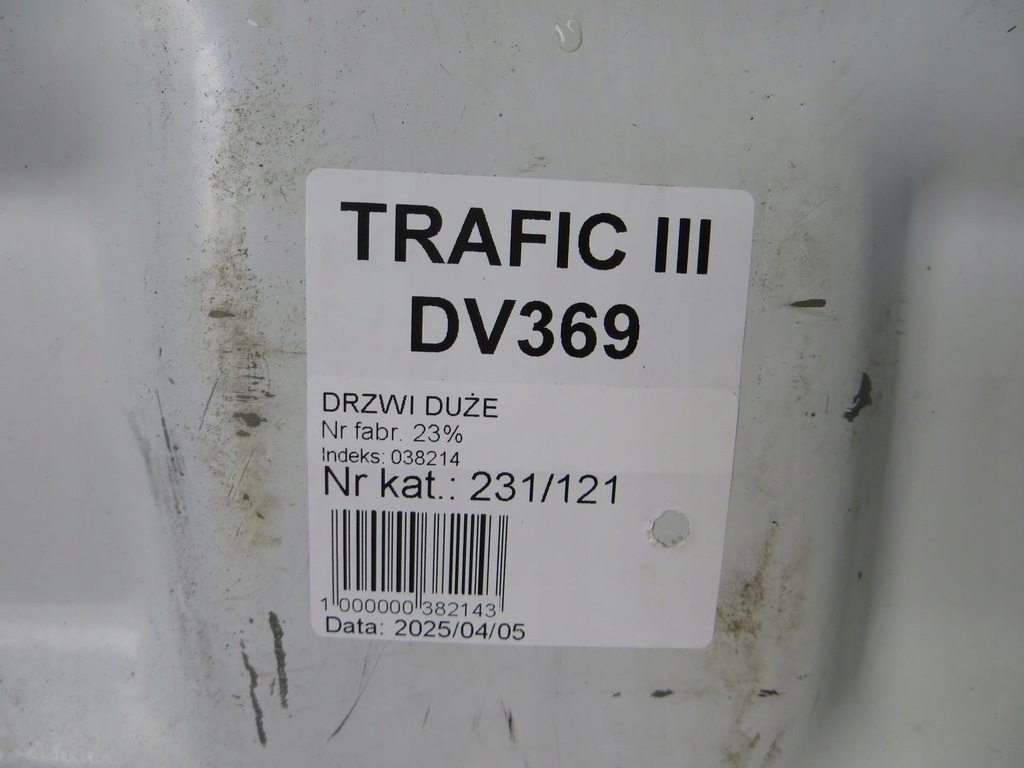 TRAFIC III
DV369
DRZWI DUŻE
Nr fabr. 23%
Indeks: 038214
Nr kat.: 231/121
1 000000 382143
Data: 2025/04/05